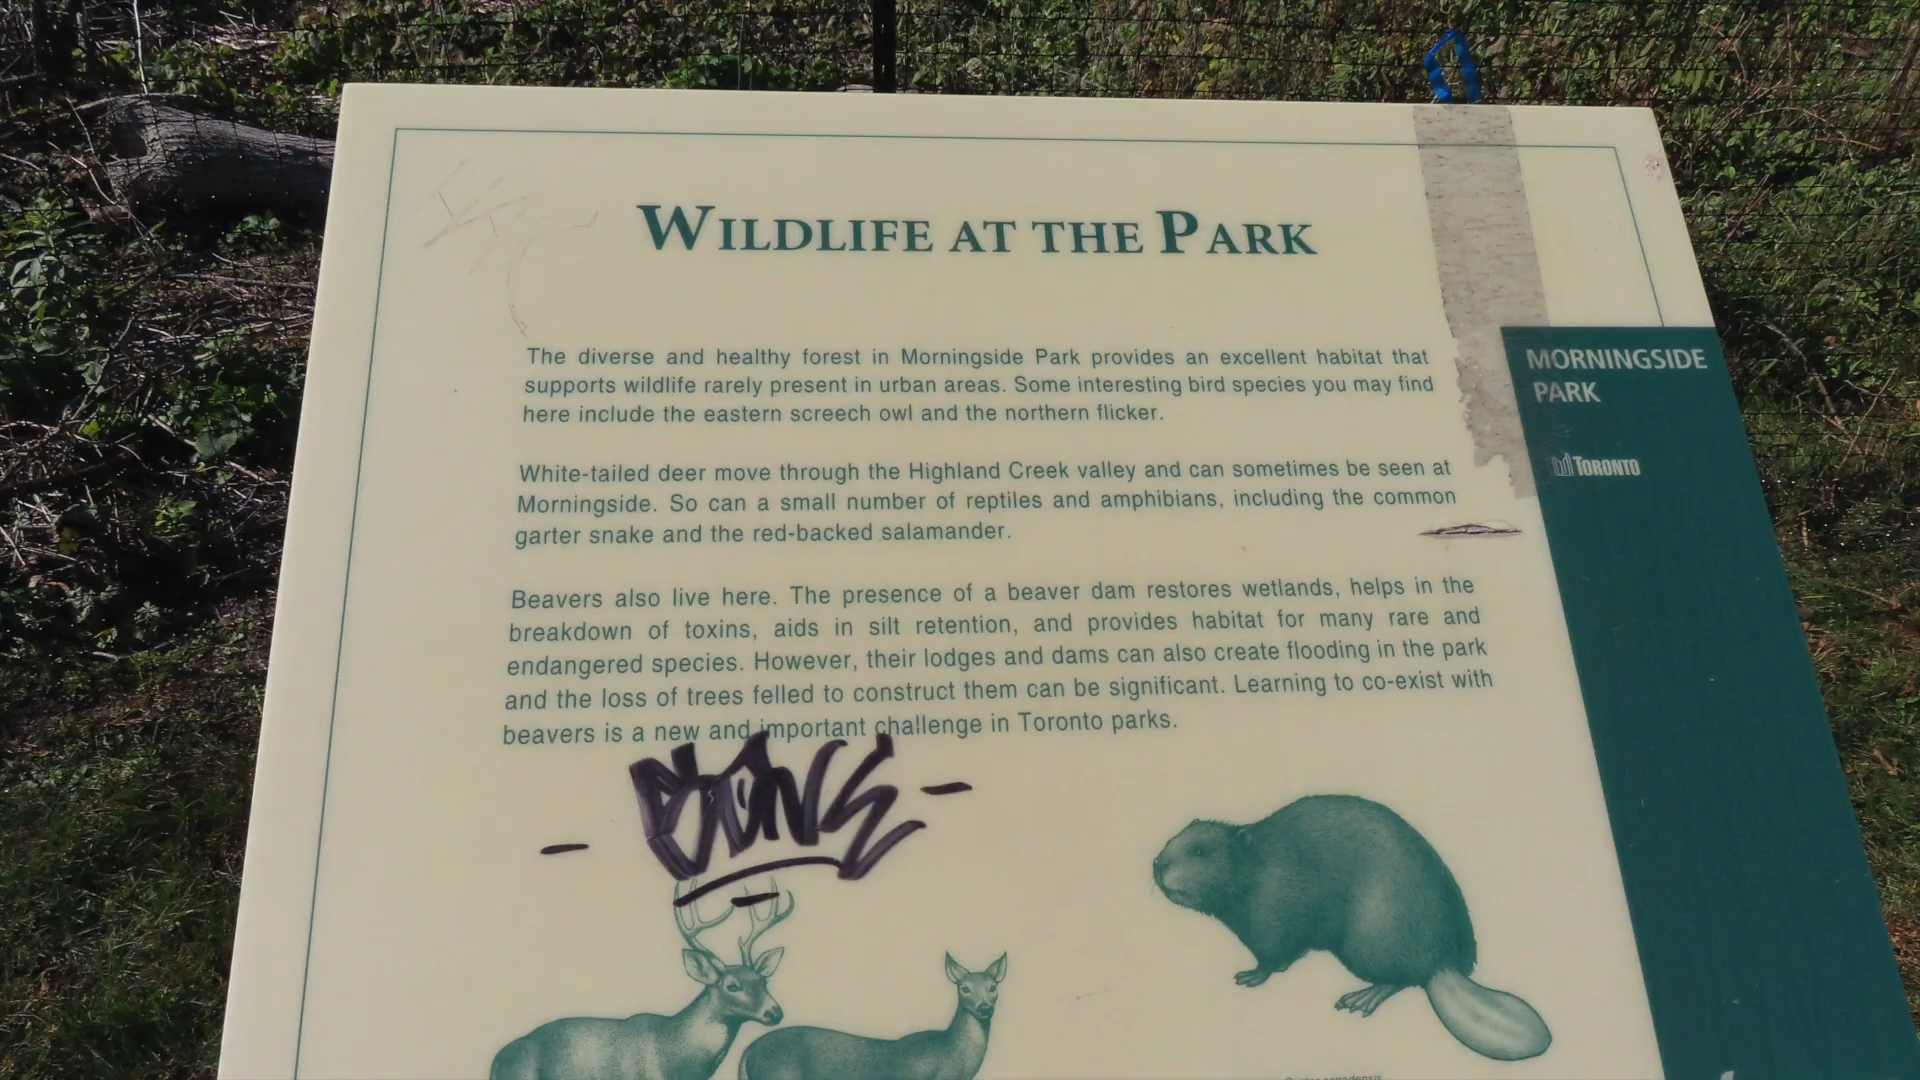 WILDLIFE AT THE PARK
The diverse and healthy forest in Morningside Park provides an excellent habitat that
supports wildlife rarely present in urban areas. Some interesting bird species you may find
here include the eastern screech owl and the northern flicker.
White-tailed deer move through the Highland Creek valley and can sometimes be seen at
Morningside. So can a small number of reptiles and amphibians, including the common
garter snake and the red-backed salamander.
Beavers also live here. The presence of a beaver dam restores wetlands, helps in the
breakdown of toxins, aids in silt retention, and provides habitat for many rare and
endangered species. However, their lodges and dams can also create flooding in the park
and the loss of trees felled to construct them can be significant. Learning to co-exist with
beavers is a new and important challenge in Toronto parks.
MORNINGSIDE
PARK
TORONTO